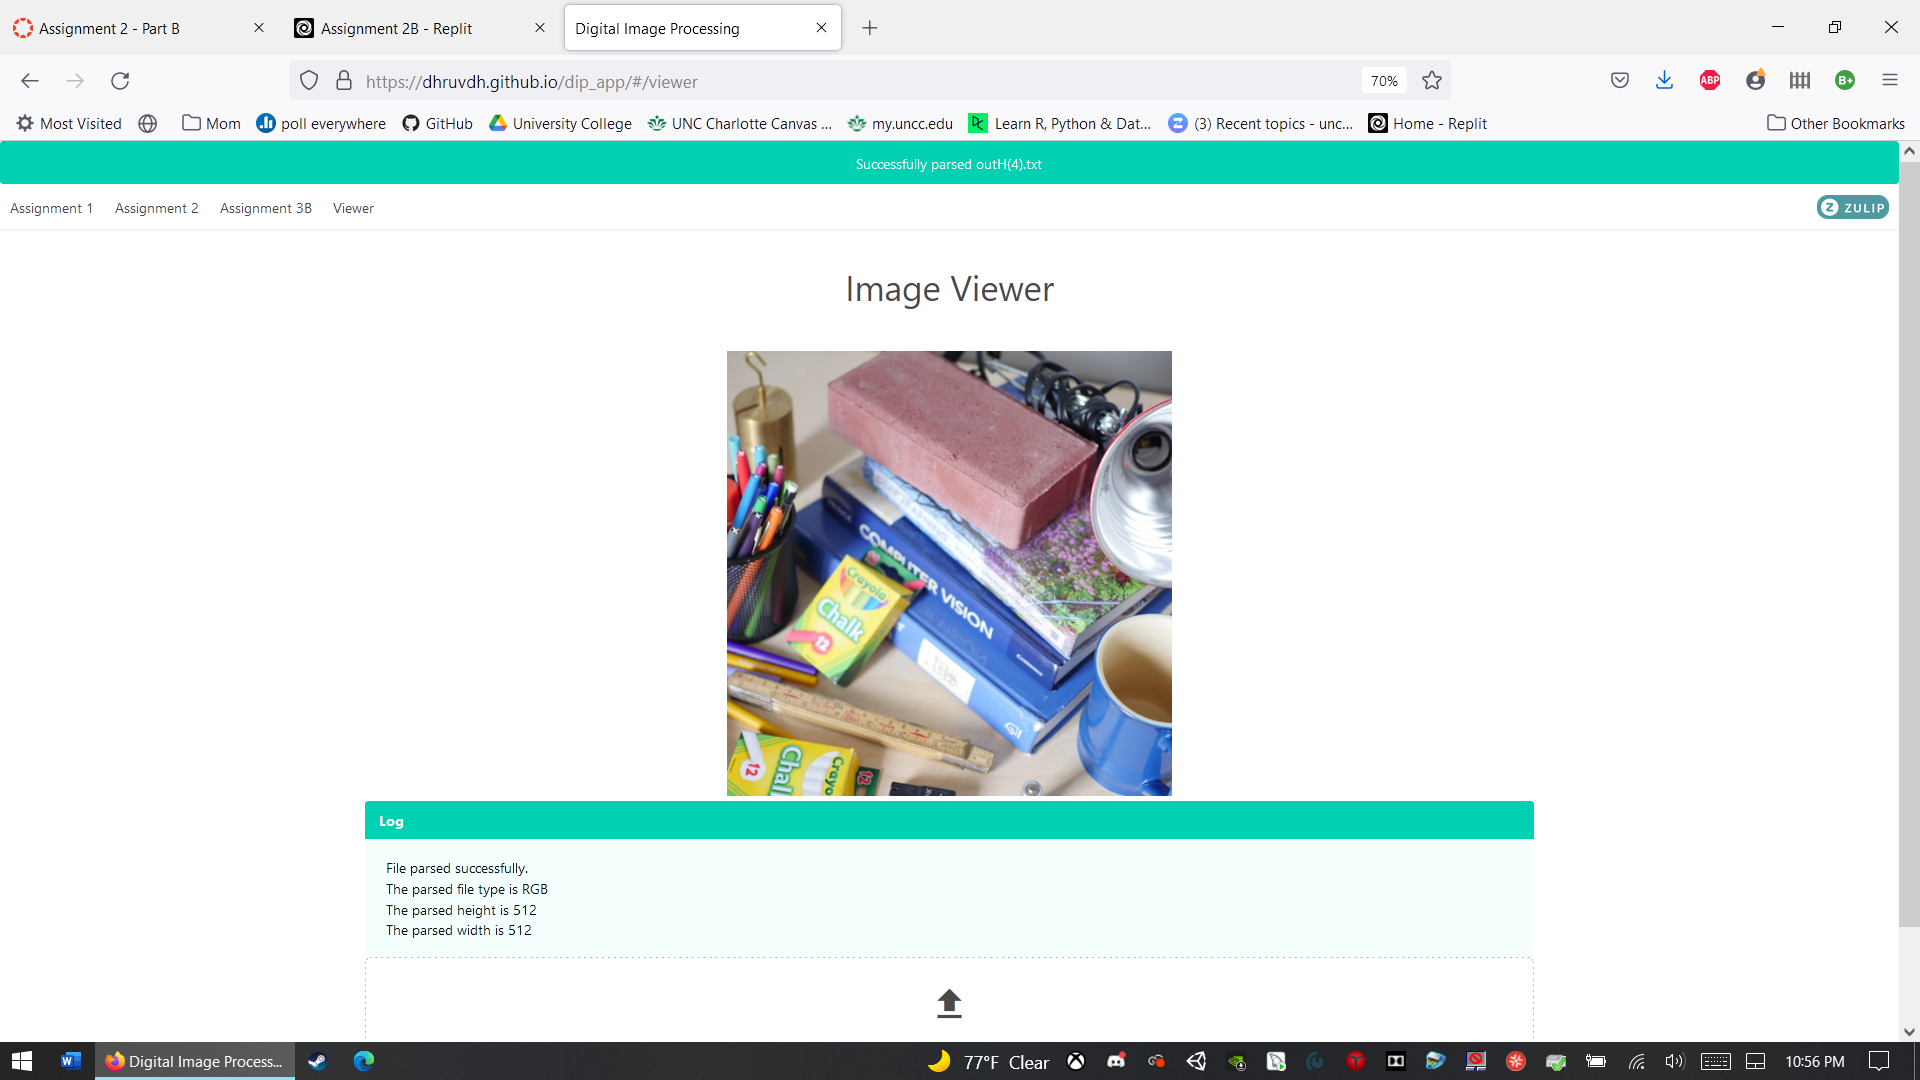 Assignment 2 - Part B
Assignment 2B - Replit
Digital Image Processing
https://dhruvdh.github.io/dip_app/#/viewer
70%
ABP
B+
Most Visited
Mom
poll everywhere
GitHub
University College
UNC Charlotte Canvas ...
my.uncc.edu
Learn R, Python & Dat...
(3) Recent topics - unc...
Home - Replit
Other Bookmarks
Successfully parsed outH(4).txt
Assignment 1
Assignment 2
Assignment 3B
Viewer
ZULIP
Image Viewer
COMPUTER VISION
Crayola
Chalk
12
12
Chalk
Crayo
12
Log
File parsed successfully.
The parsed file type is RGB
The parsed height is 512
The parsed width is 512
Digital Image Process...
77°F Clear
10:56 PM